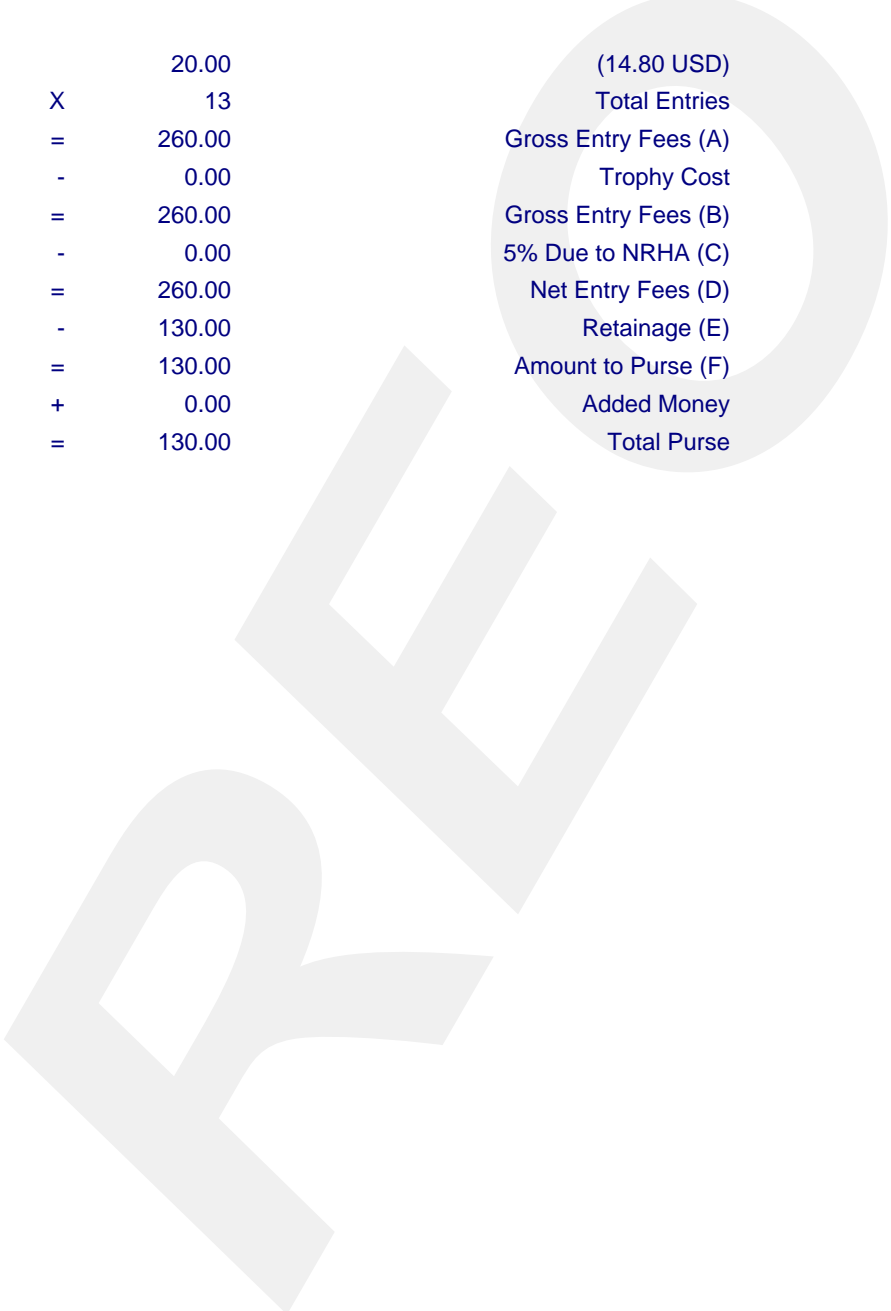 20.00 (14.80 USD)
X 13 Total Entries
= 260.00 Gross Entry Fees (A)
- 0.00 Trophy Cost
= 260.00 Gross Entry Fees (B)
- 0.00 5% Due to NRHA (C)
= 260.00 Net Entry Fees (D)
- 130.00 Retainage (E)
= 130.00 Amount to Purse (F)
+ 0.00 Added Money
= 130.00 Total Purse
REO